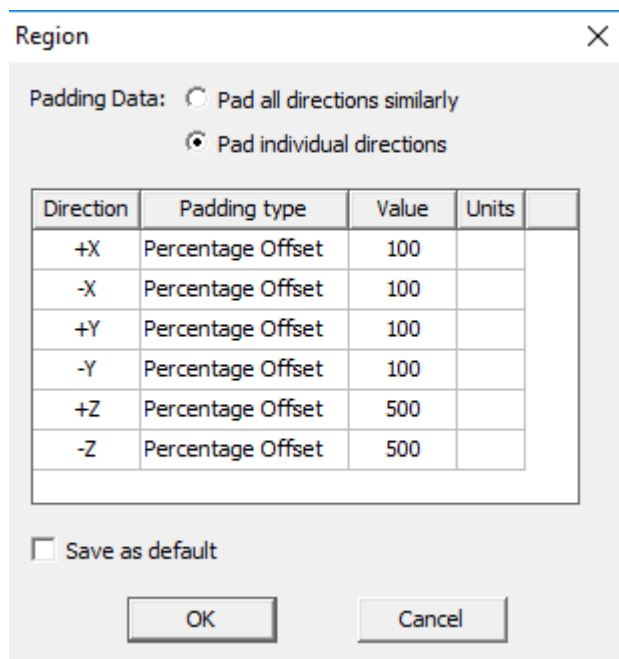 Region
Padding Data: Pad all directions similarly
Pad individual directions
Direction Padding type Value Units
+X Percentage Offset 100
-X Percentage Offset 100
+Y Percentage Offset 100
-Y Percentage Offset 100
+Z Percentage Offset 500
-Z Percentage Offset 500
Save as default
OK Cancel